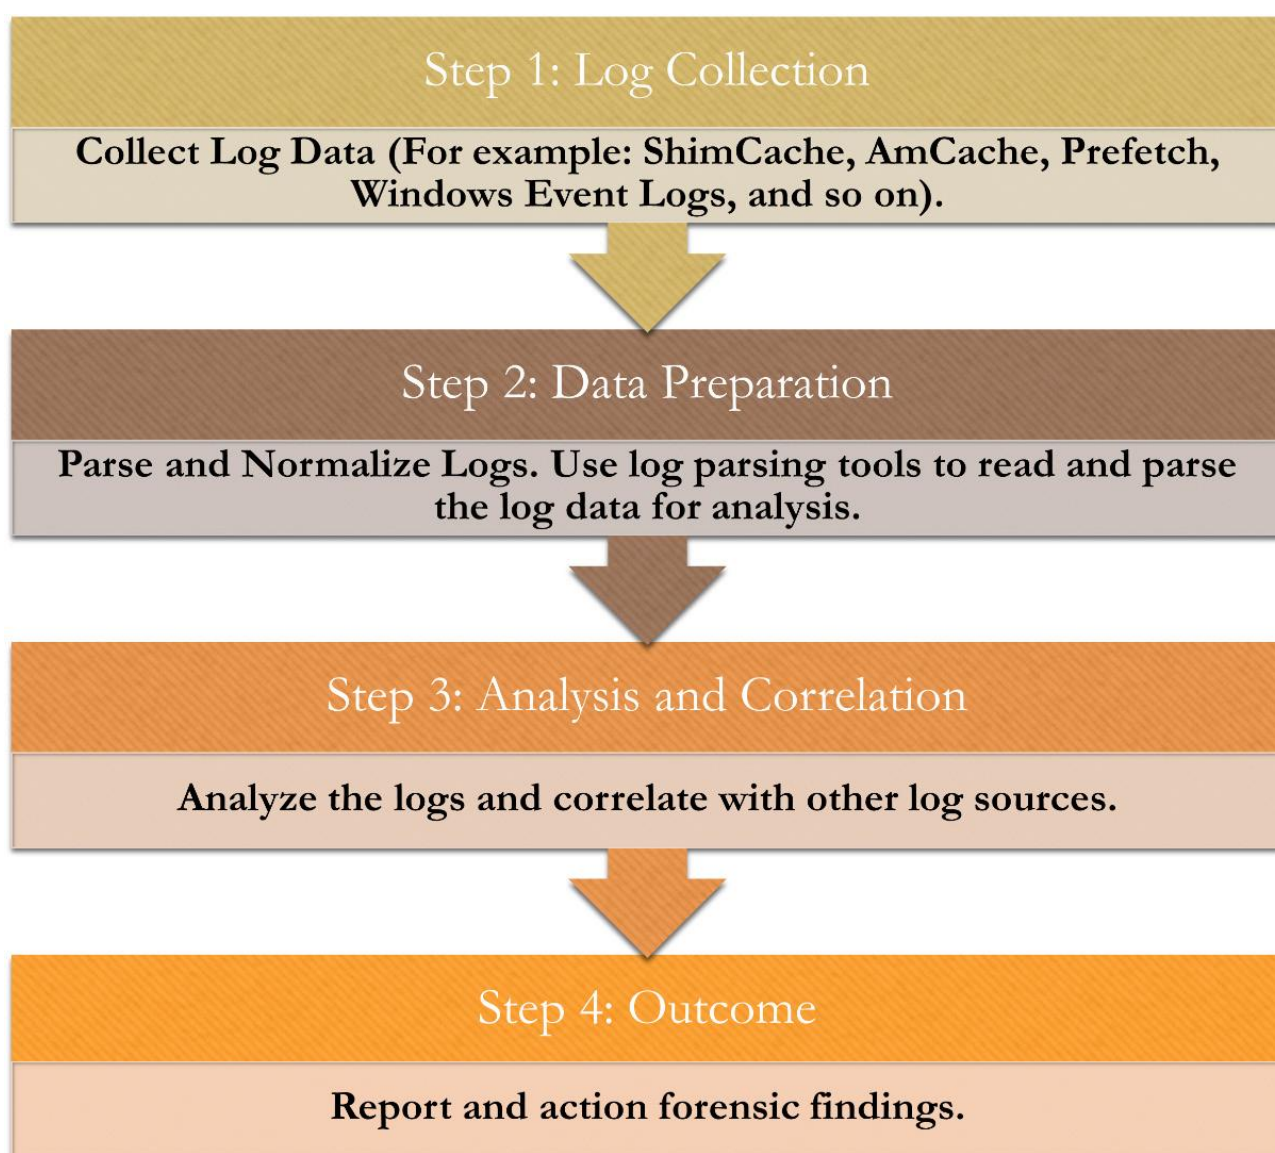 Step 1: Log Collection
Collect Log Data (For example: ShimCache, AmCache, Prefetch,
Windows Event Logs, and so on).
Step 2: Data Preparation
Parse and Normalize Logs. Use log parsing tools to read and parse
the log data for analysis.
Step 3: Analysis and Correlation
Analyze the logs and correlate with other log sources.
Step 4: Outcome
Report and action forensic findings.